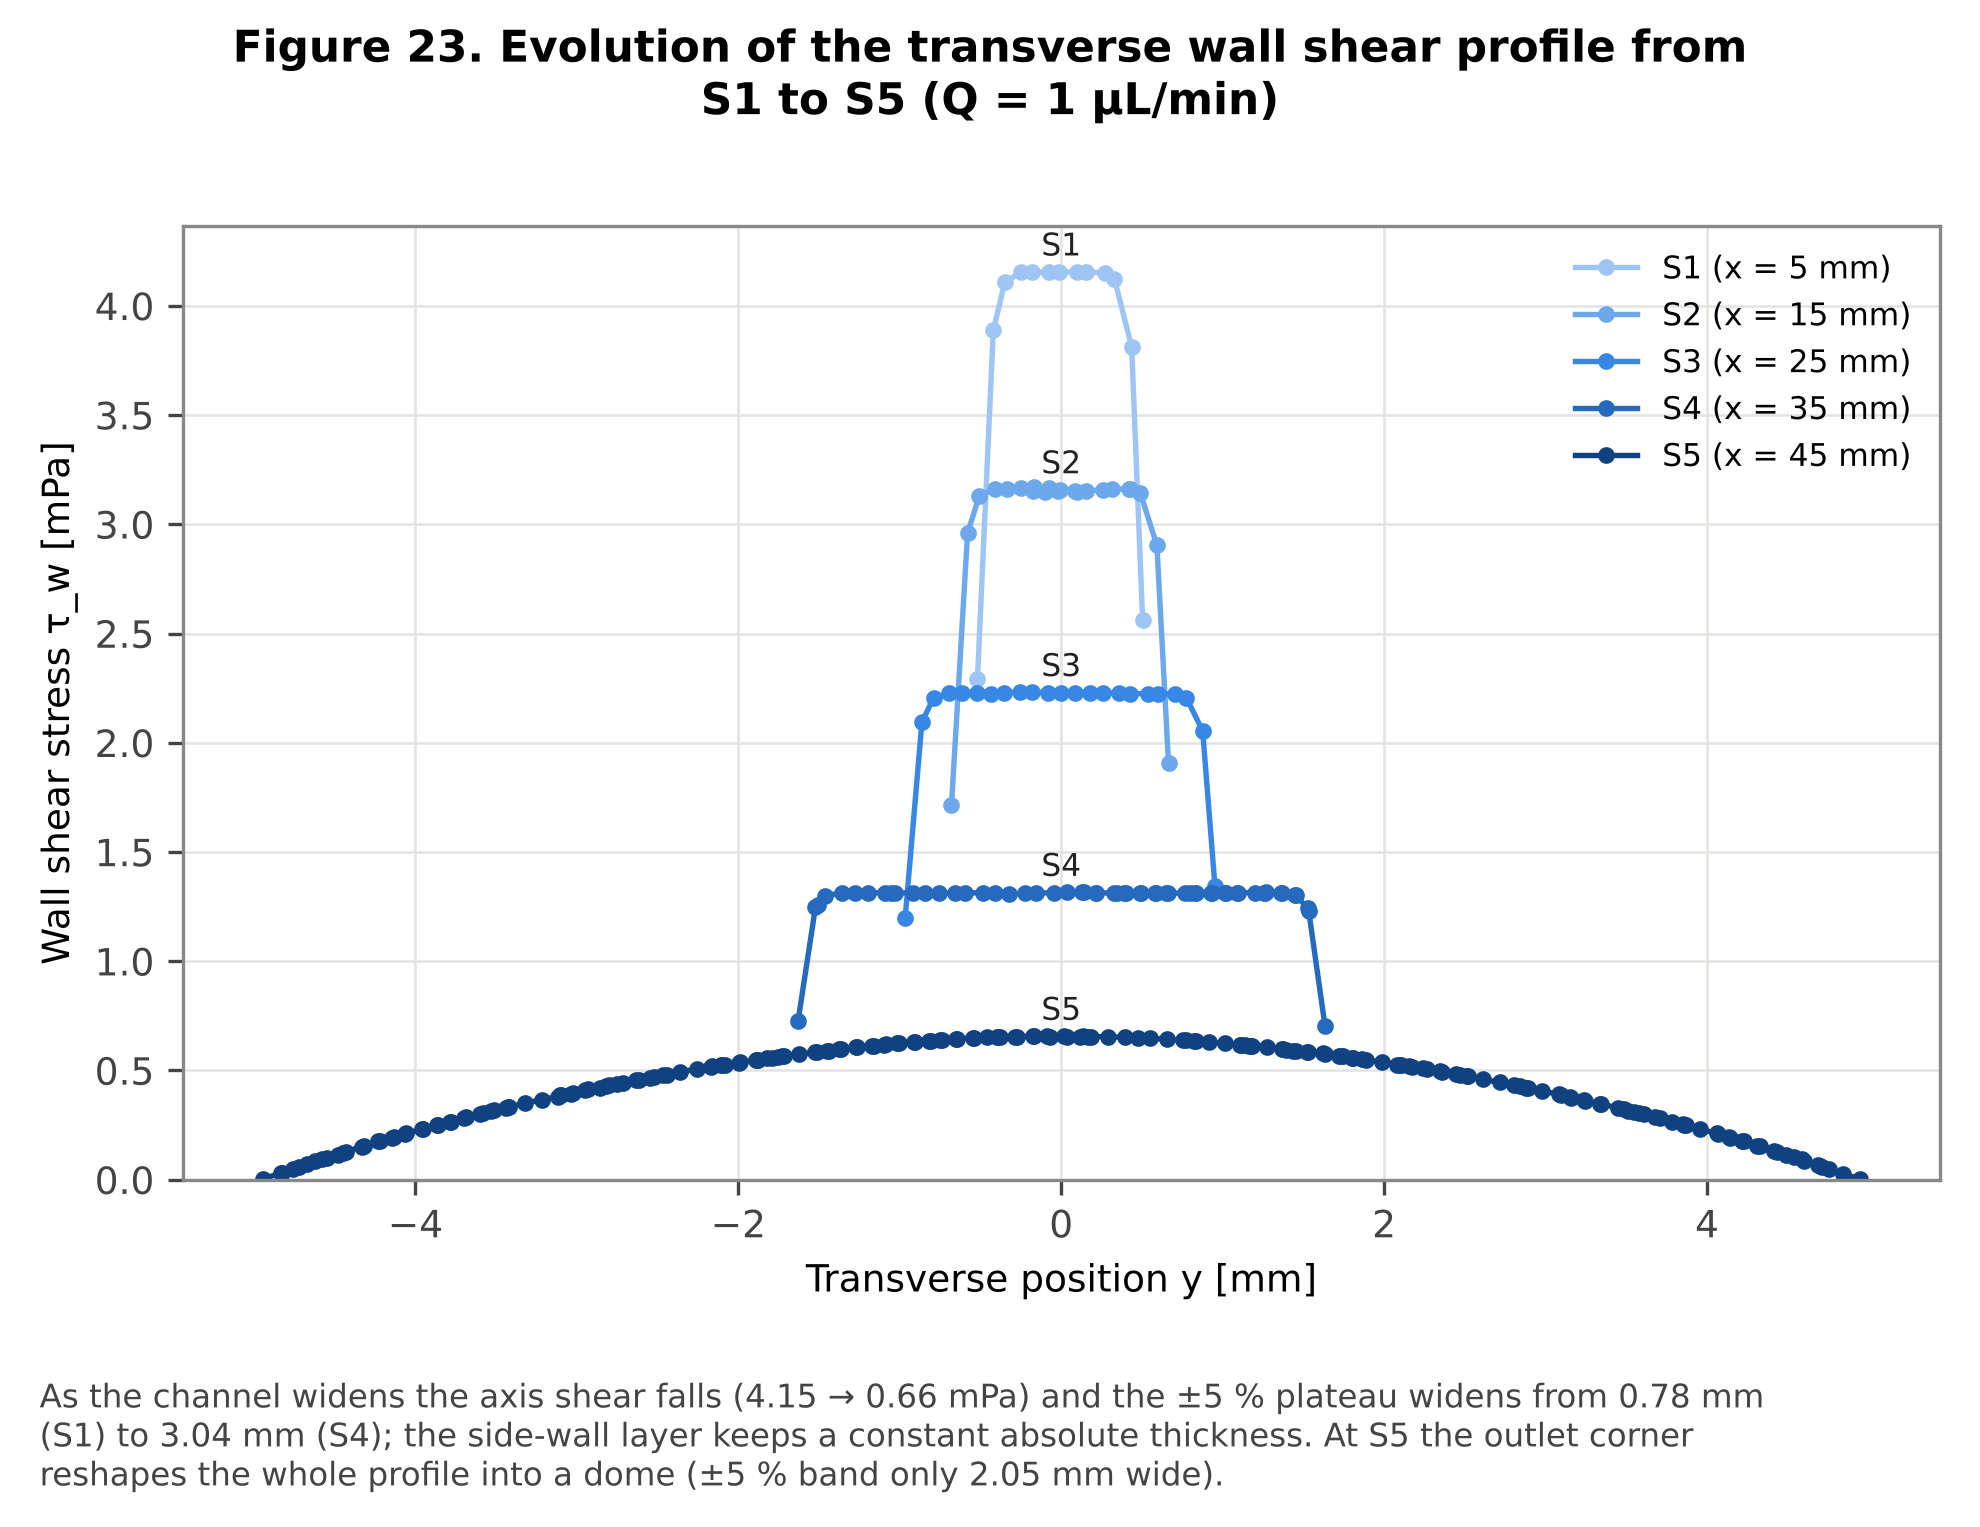 Figure 23. Evolution of the transverse wall shear profile from
S1 to S5 (Q = 1 µL/min)
S1
S1 (x = 5 mm)
S2 (x = 15 mm)
S3 (x = 25 mm)
S4 (x = 35 mm)
S5 (x = 45 mm)
S2
S3
S4
S5
4.0
3.5
3.0
2.5
2.0
1.5
1.0
0.5
0.0
Wall shear stress τ_w [mPa]
−4
−2
0
2
4
Transverse position y [mm]
As the channel widens the axis shear falls (4.15 → 0.66 mPa) and the ±5 % plateau widens from 0.78 mm
(S1) to 3.04 mm (S4); the side-wall layer keeps a constant absolute thickness. At S5 the outlet corner
reshapes the whole profile into a dome (±5 % band only 2.05 mm wide).